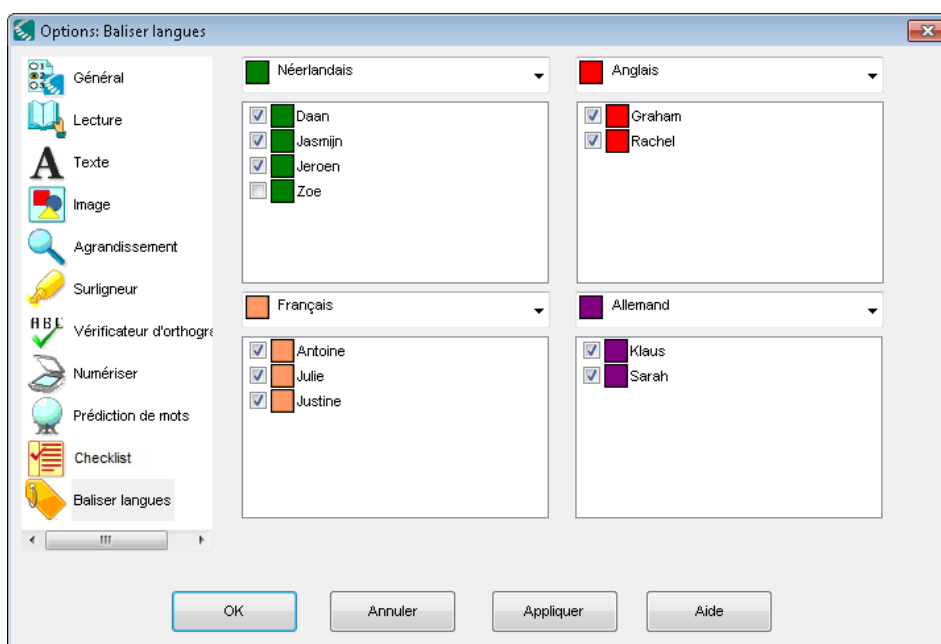 Options: Baliser langues
Général
Lecture
Texte
Image
Agrandissement
Surligneur
Vérificateur d'orthogra
Numériser
Prédiction de mots
Checklist
Baliser langues
Néerlandais
Daan
Jasmijn
Jeroen
Zoe
Anglais
Graham
Rachel
Français
Antoine
Julie
Justine
Allemand
Klaus
Sarah
OK
Annuler
Appliquer
Aide